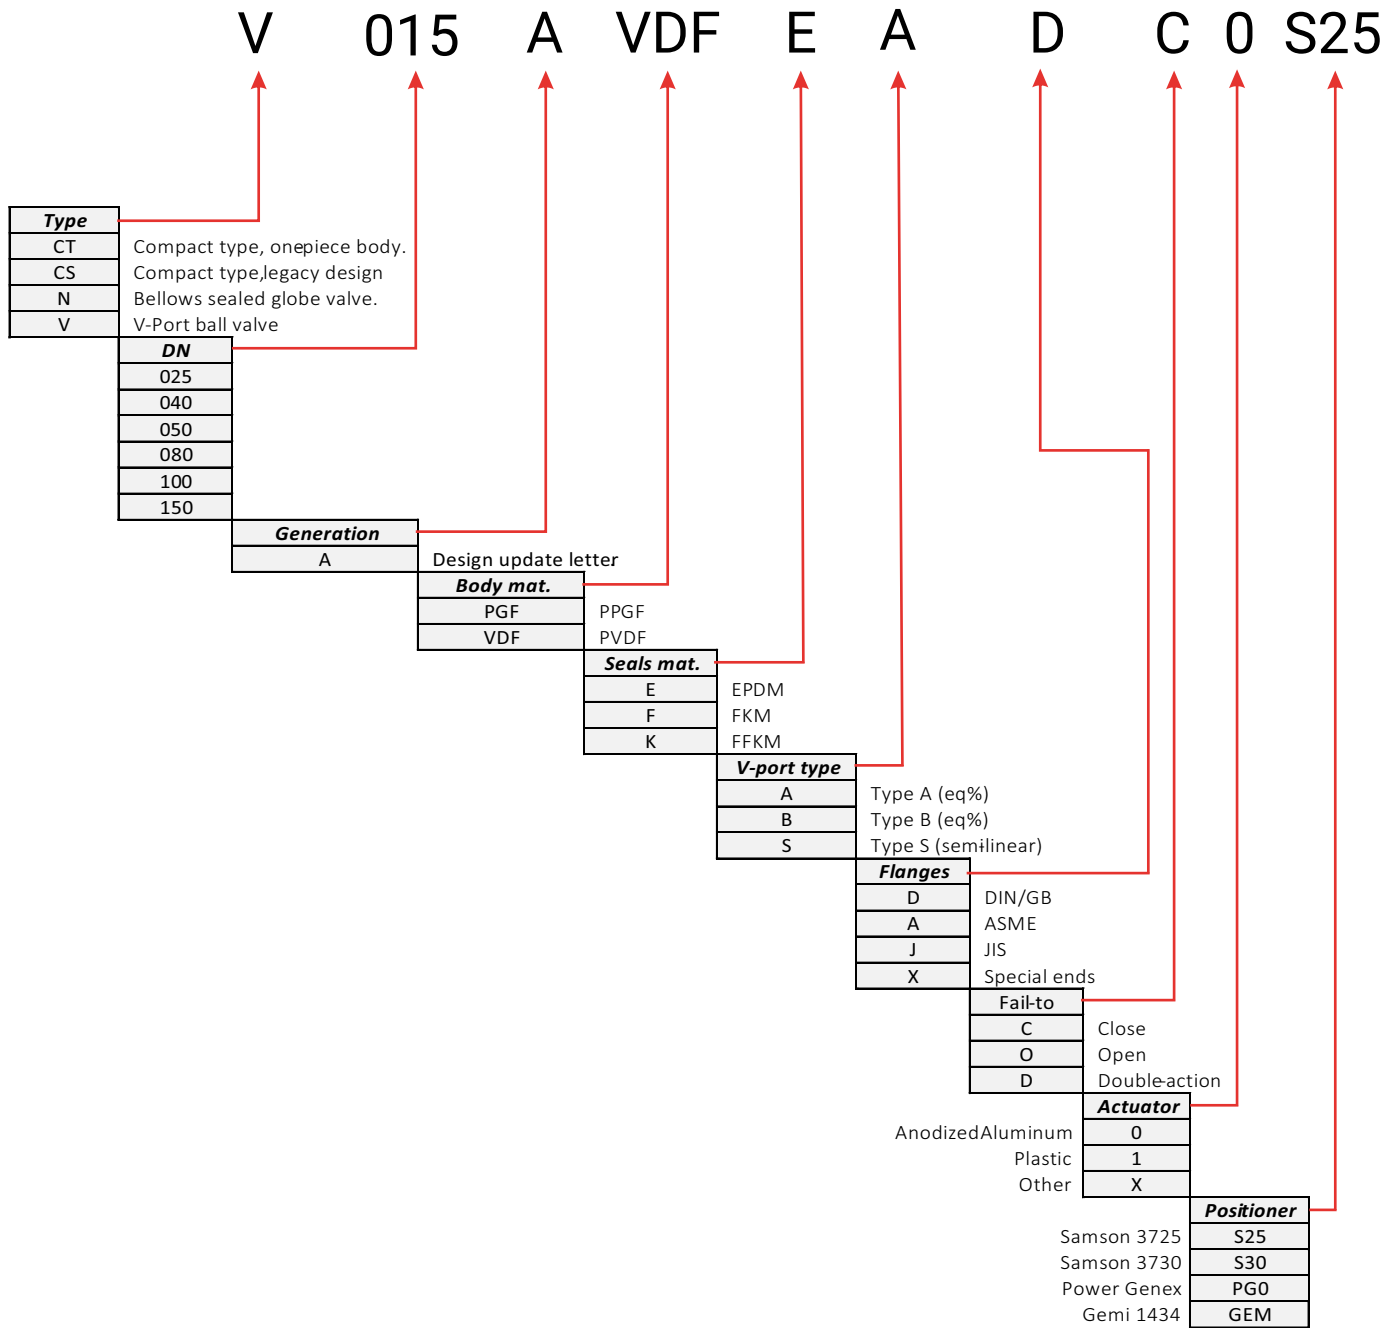 V 015 A VDF E A D C 0 S25
Type
CT Compact type, onepiece body.
CS Compact type,legacy design
N Bellows sealed globe valve.
V V-Port ball valve
DN
025
040
050
080
100
150
Generation
A Design update letter
Body mat.
PGF PPGF
VDF PVDF
Seals mat.
E EPDM
F FKM
K FFKM
V-port type
A Type A (eq%)
B Type B (eq%)
S Type S (semi-linear)
Flanges
D DIN/GB
A ASME
J JIS
X Special ends
Fail-to
C Close
O Open
D Double-action
Actuator
AnodizedAluminum 0
Plastic 1
Other X
Positioner
Samson 3725 S25
Samson 3730 S30
Power Genex PG0
Gemi 1434 GEM